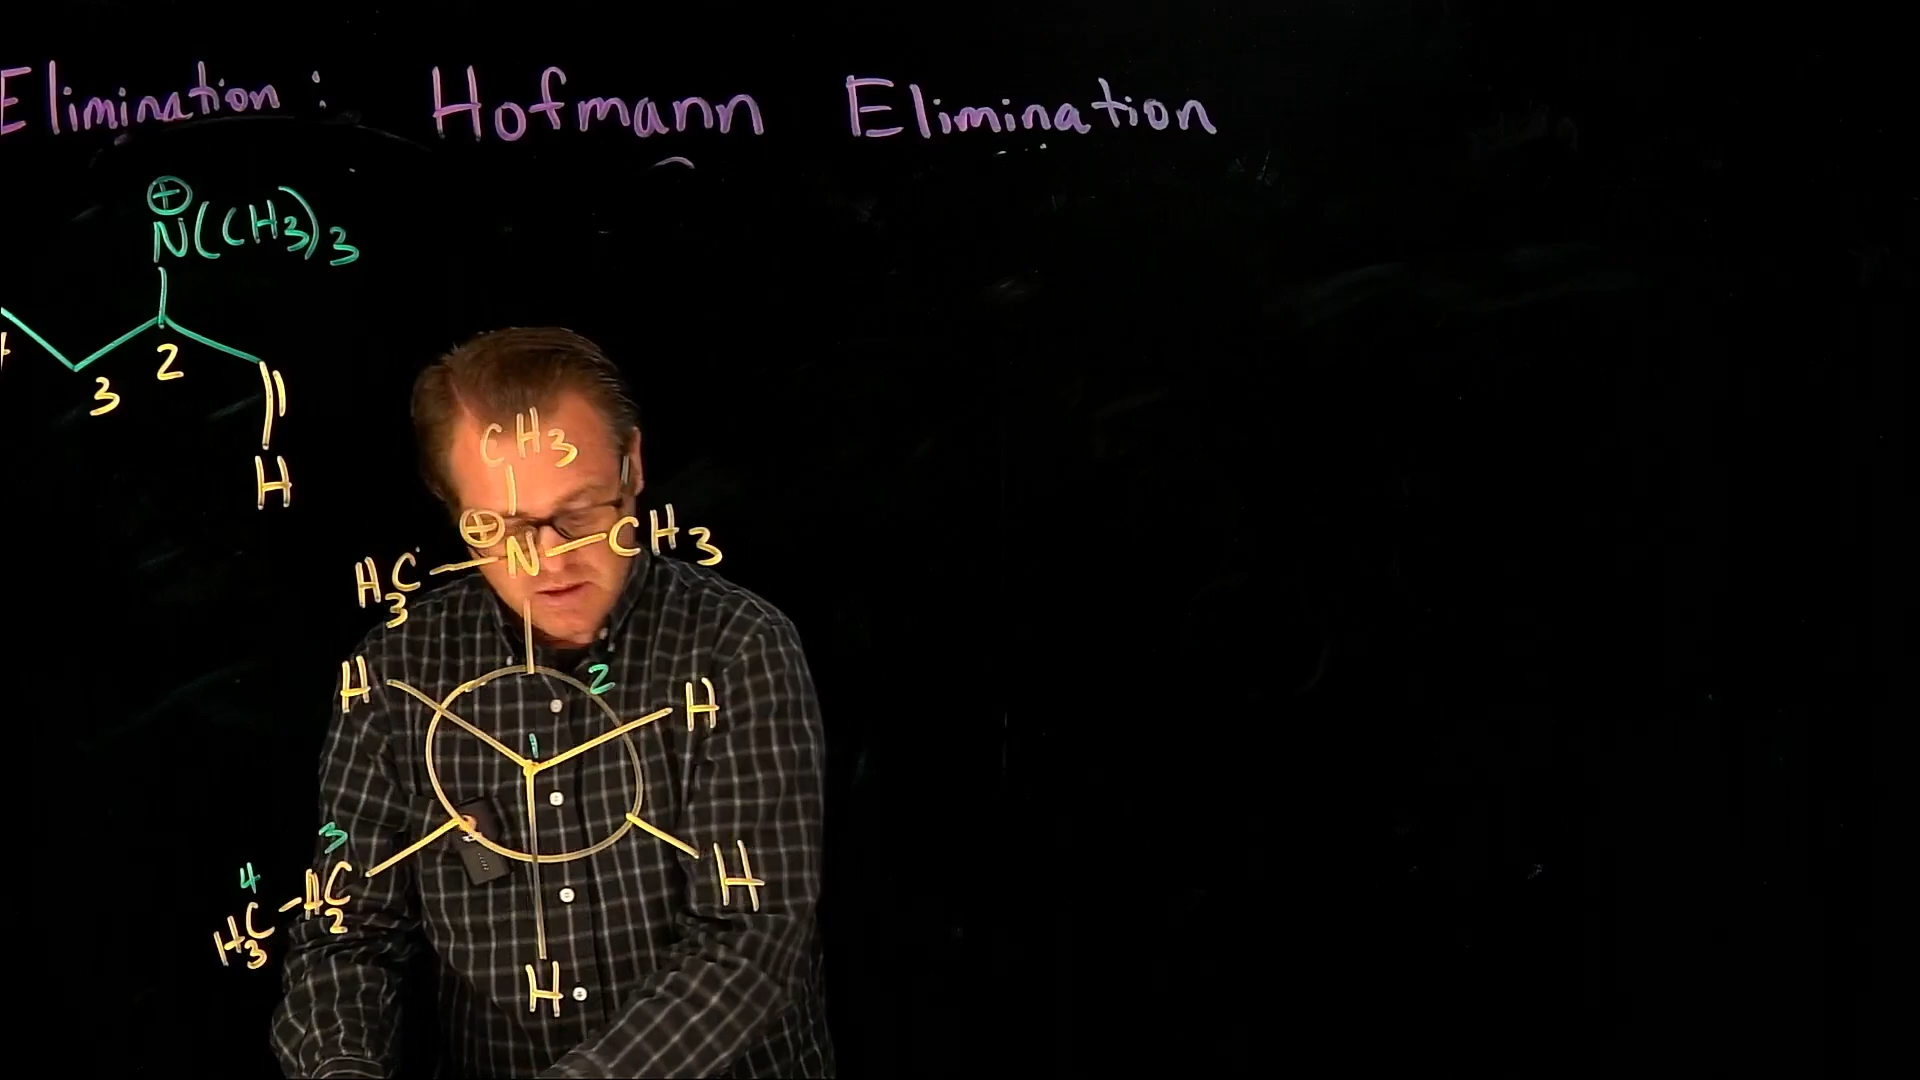 Elimination: Hofmann Elimination
⊕
N(CH3)3
3 2
H
CH3
⊕
H3C N CH3
H 2 H
1
3
4
H3C H2C H
H